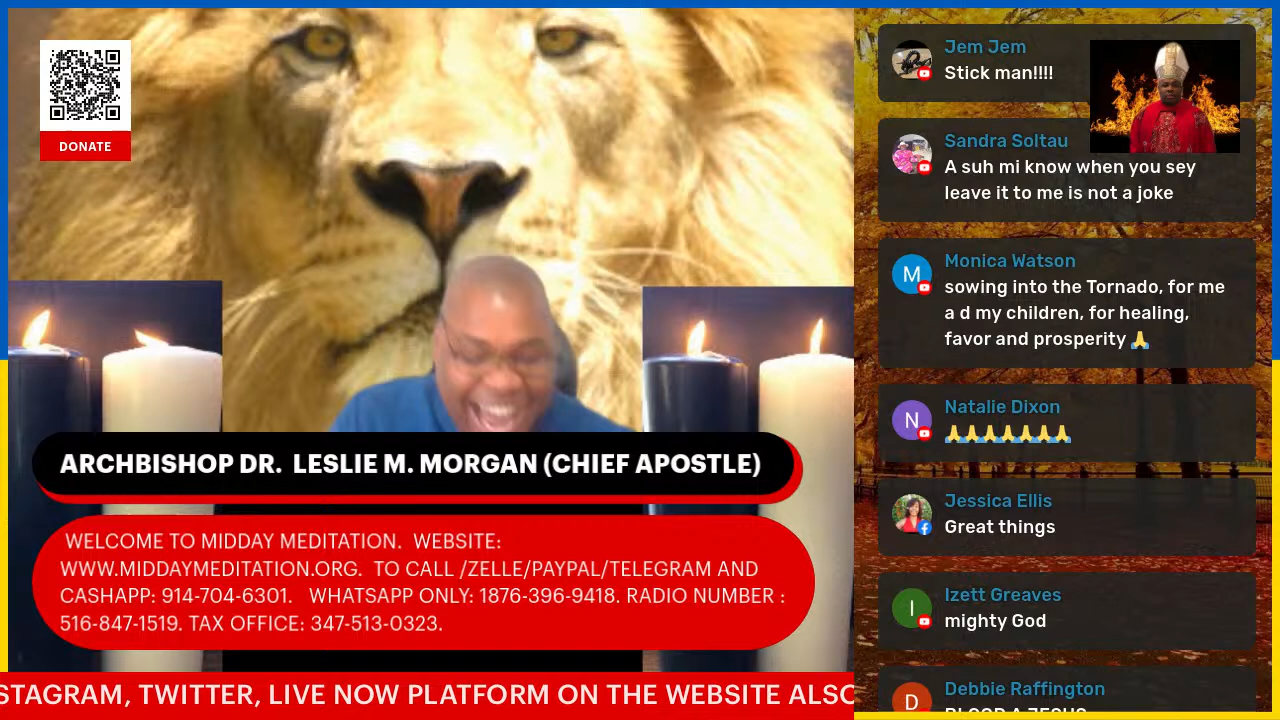 DONATE
ARCHBISHOP DR.  LESLIE M. MORGAN (CHIEF APOSTLE)
WELCOME TO MIDDAY MEDITATION.  WEBSITE:
WWW.MIDDAYMEDITATION.ORG.  TO CALL /ZELLE/PAYPAL/TELEGRAM AND
CASHAPP: 914-704-6301.   WHATSAPP ONLY: 1876-396-9418. RADIO NUMBER :
516-847-1519. TAX OFFICE: 347-513-0323.
STAGRAM, TWITTER, LIVE NOW PLATFORM ON THE WEBSITE ALSO
Jem Jem
Stick man!!!!
Sandra Soltau
A suh mi know when you sey
leave it to me is not a joke
M
Monica Watson
sowing into the Tornado, for me
a d my children, for healing,
favor and prosperity 🙏
N
Natalie Dixon
🙏🙏🙏🙏🙏🙏🙏
Jessica Ellis
Great things
I
Izett Greaves
mighty God
D
Debbie Raffington
BLOOD A JESUS